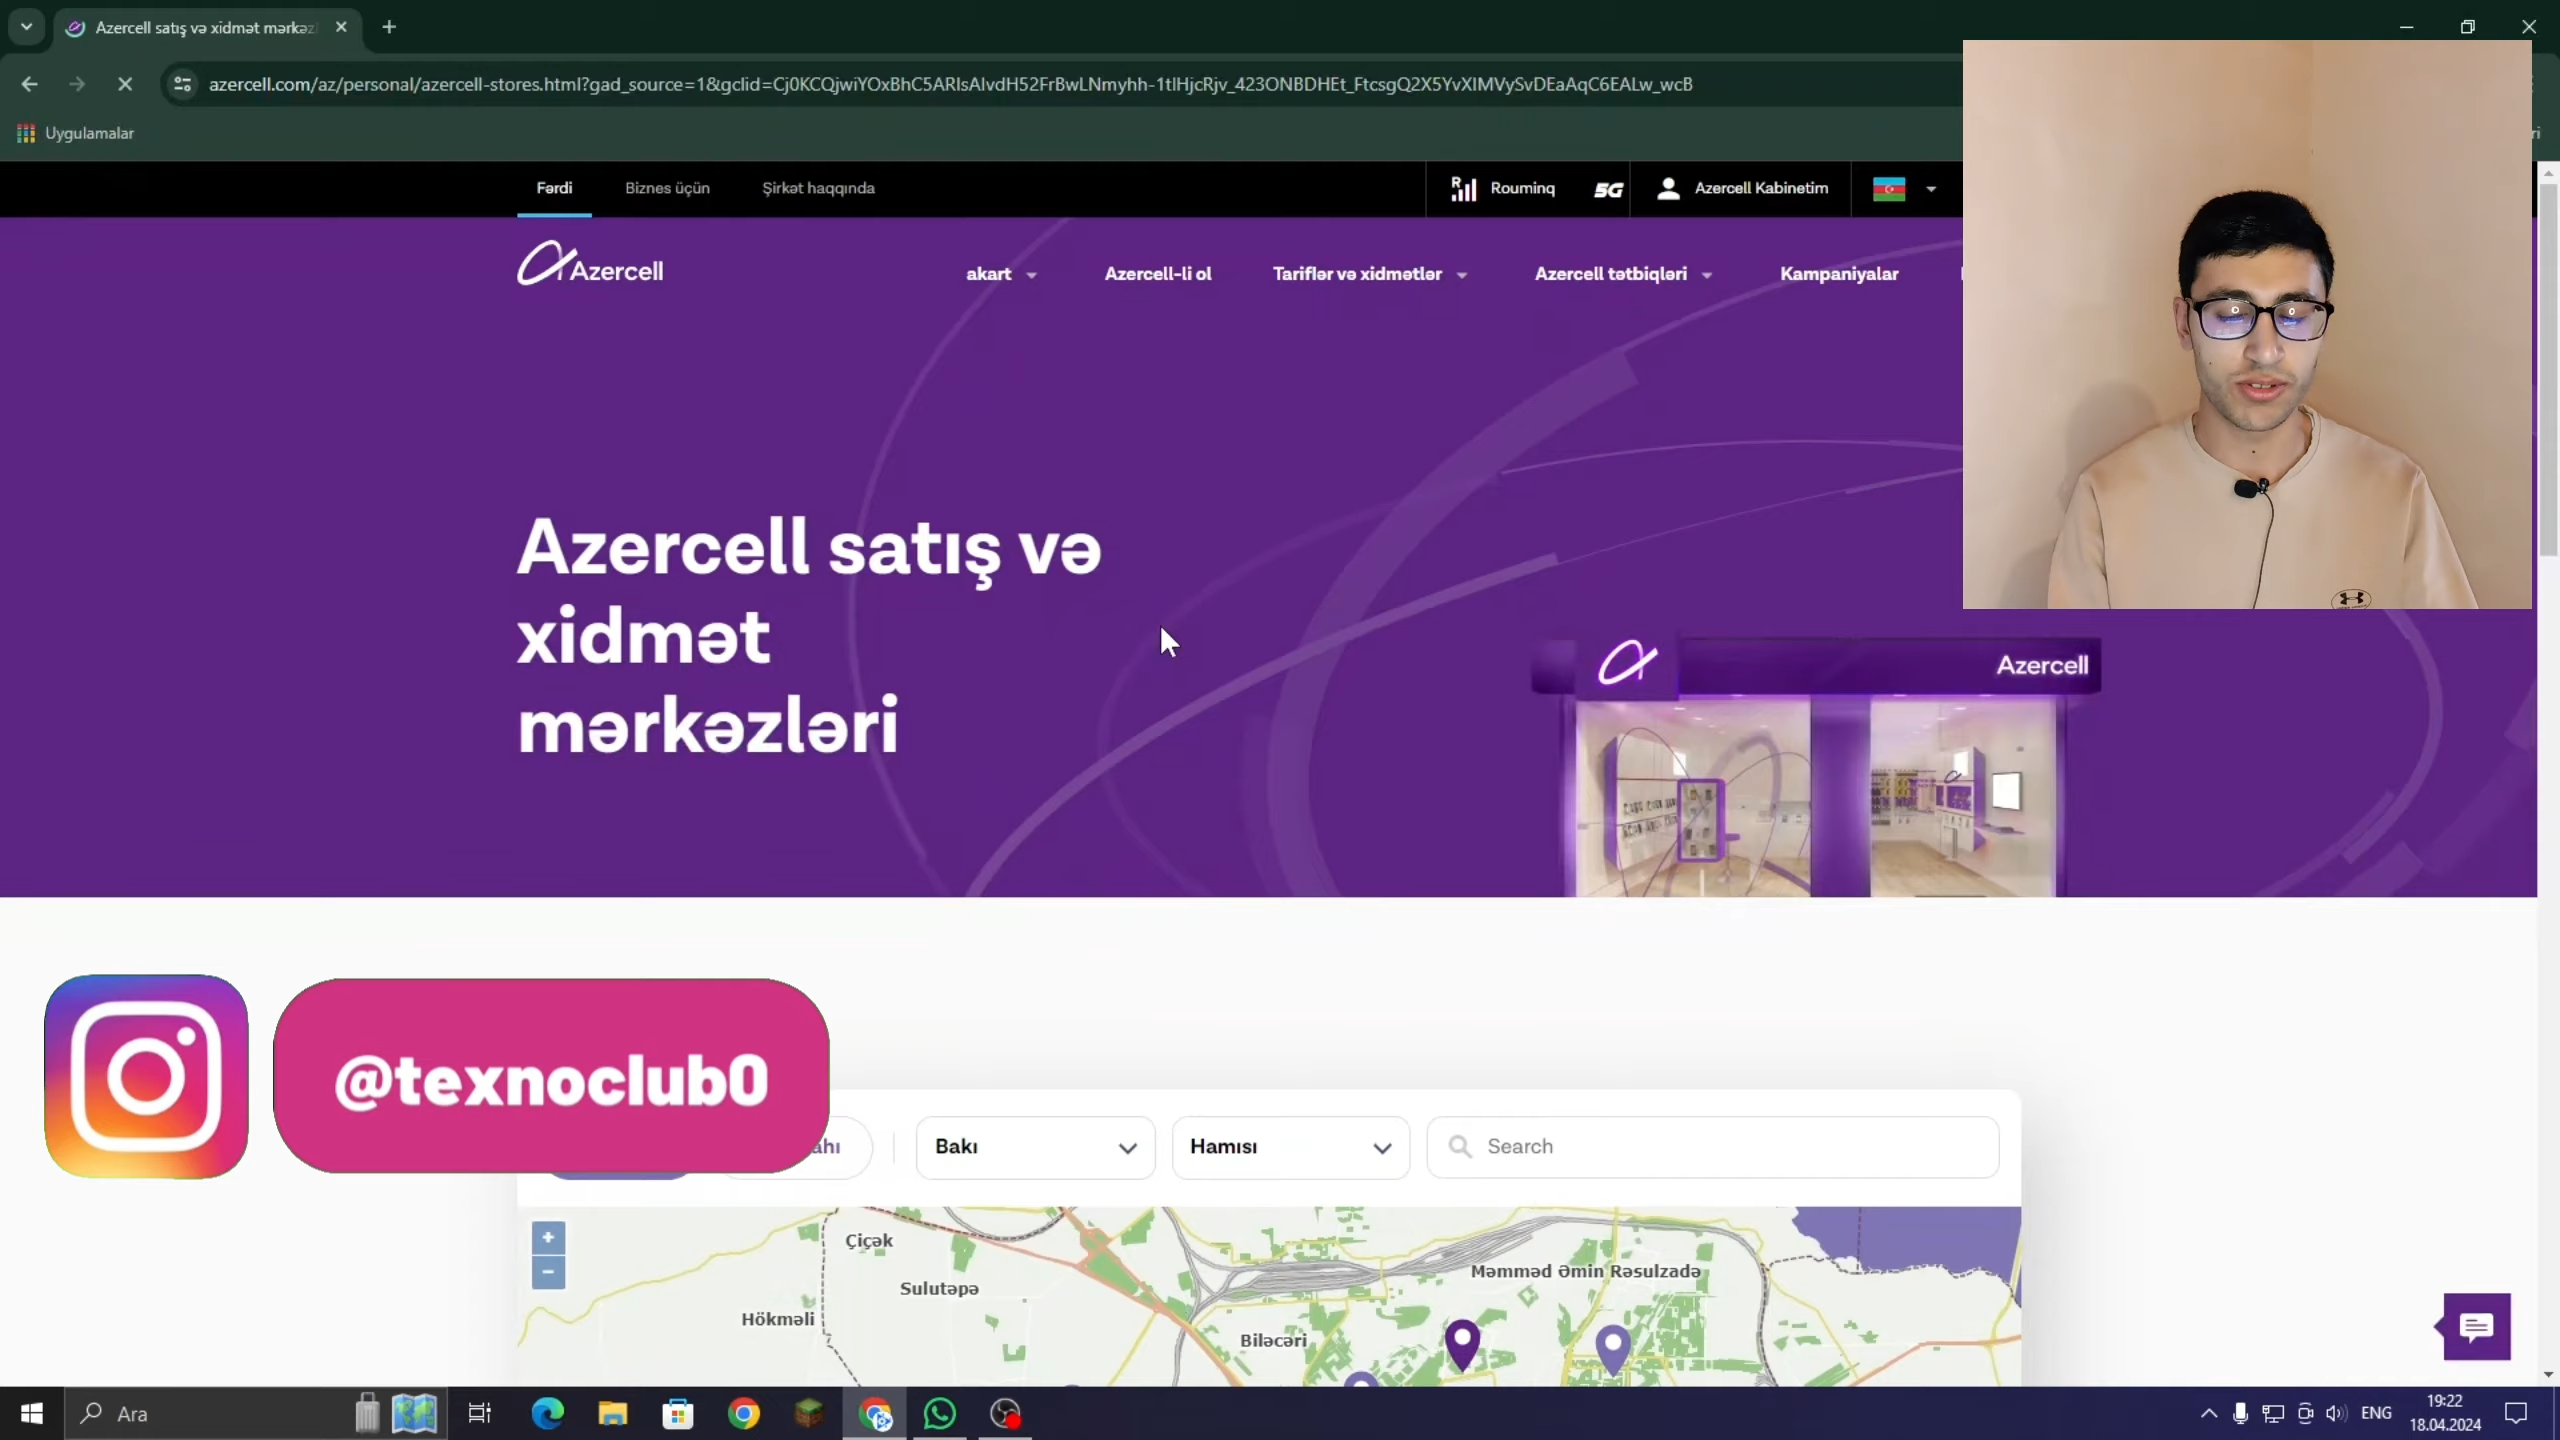 Azercell satış və xidmət mərkəz
azercell.com/az/personal/azercell-stores.html?gad_source=1&gclid=Cj0KCQjwiYOxBhC5ARIsAIvdH52FrBwLNmyhh-1tlHjcRjv_423ONBDHEt_FtcsgQ2X5YvXIMVySvDEaAqC6EALw_wcB
Uygulamalar
ri
Fərdi
Biznes üçün
Şirkət haqqında
R
Rouminq
5G
Azercell Kabinetim
Azercell
akart
Azercell-li ol
Tariflər və xidmətlər
Azercell tətbiqləri
Kampaniyalar
Azercell satış və
xidmət
mərkəzləri
Azercell
@texnoclub0
ahı
Bakı
Hamısı
Search
+
−
Çiçək
Sulutəpə
Hökməli
Biləcəri
Məmməd Əmin Rəsulzadə
Ara
ENG
19:22
18.04.2024